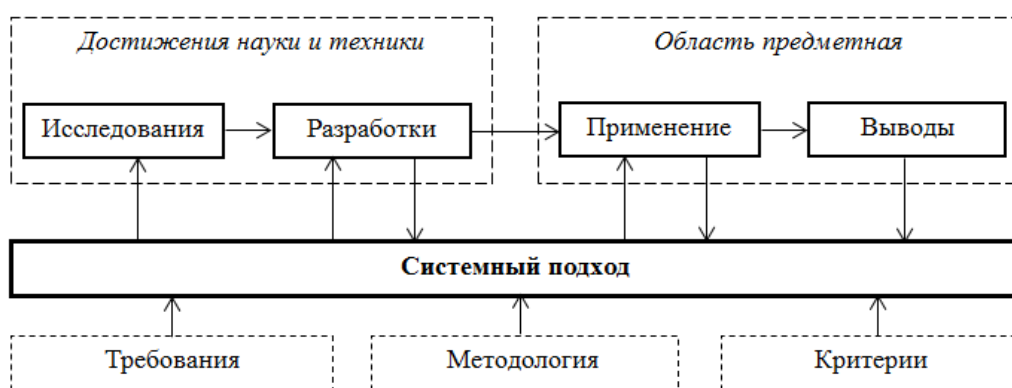 Достижения науки и техники
Область предметная
Исследования
Разработки
Применение
Выводы
Системный подход
Требования
Методология
Критерии